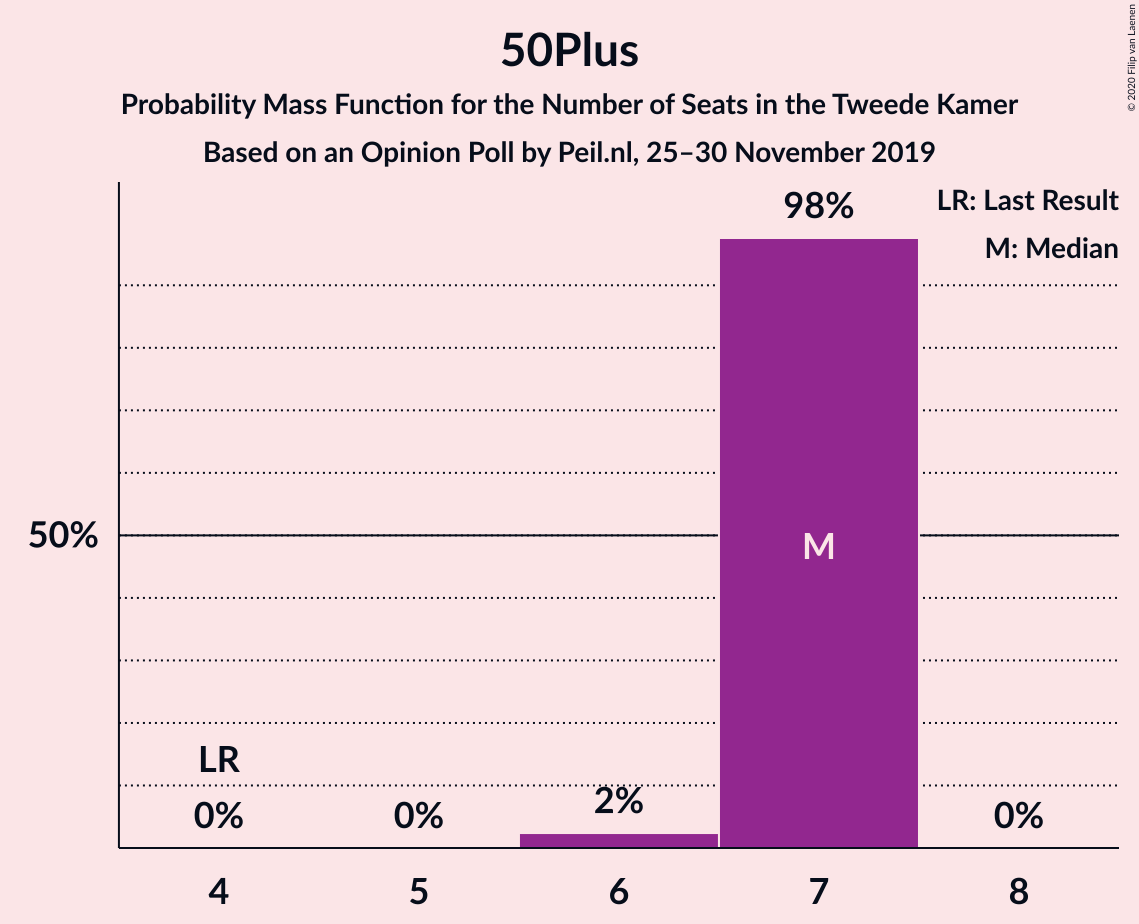 50Plus
Probability Mass Function for the Number of Seats in the Tweede Kamer
Based on an Opinion Poll by Peil.nl, 25–30 November 2019
© 2020 Filip van Laenen
LR: Last Result
M: Median
98%
50%
M
LR
0%
0%
2%
0%
4
5
6
7
8